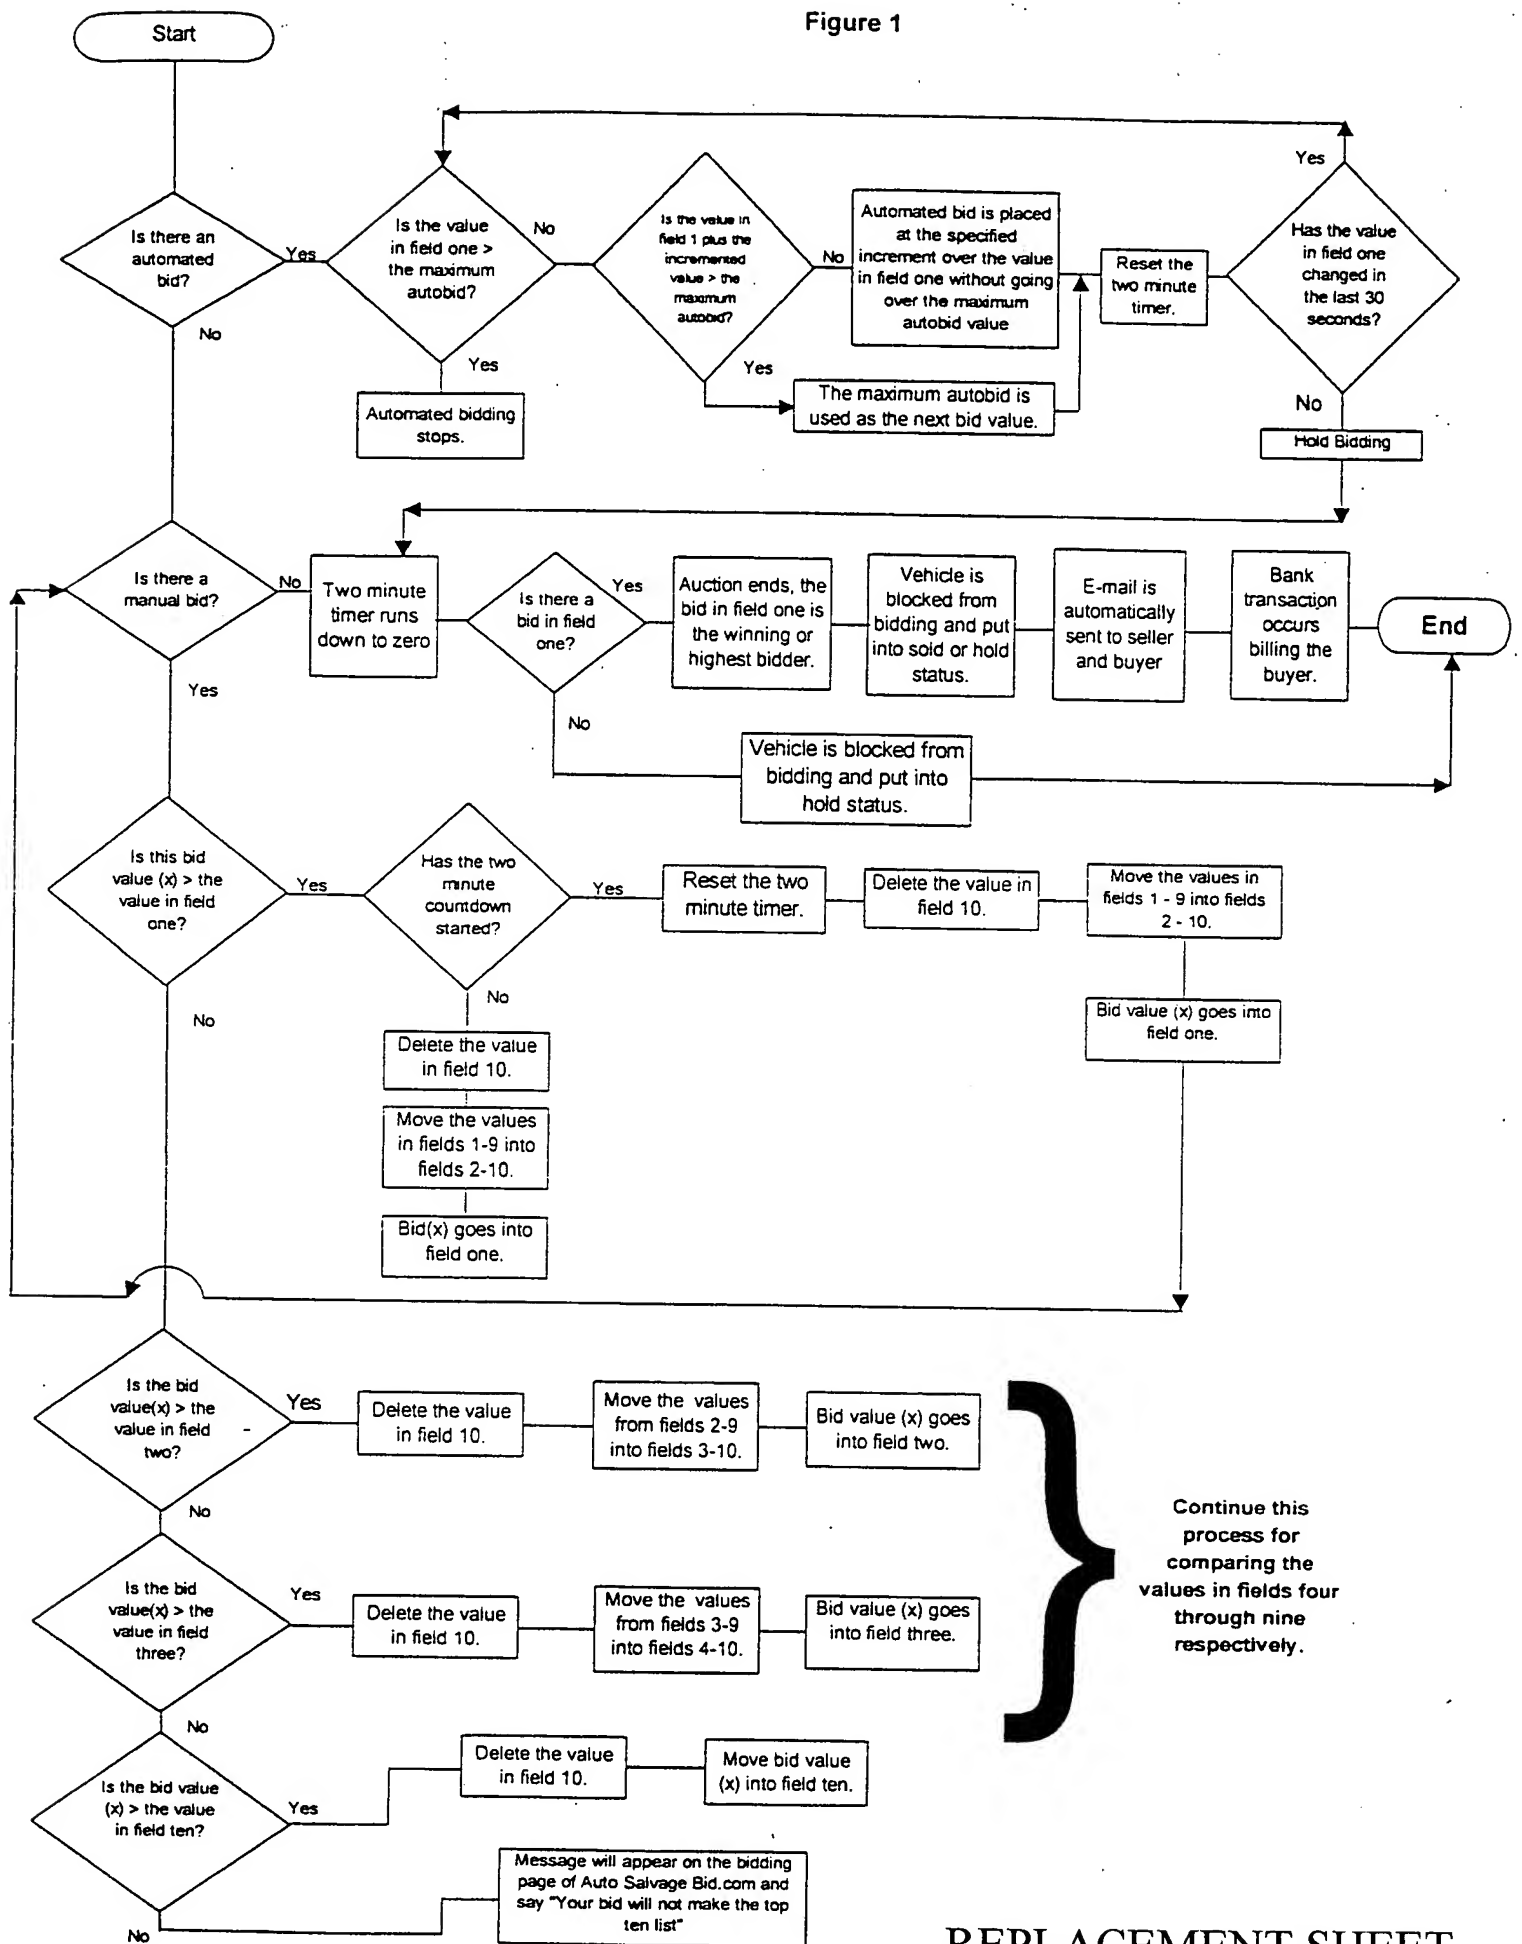 Figure 1
Start
Is there an
automated
bid?
Yes
No
Is the value
in field one >
the maximum
autobid?
No
Yes
Automated bidding
stops.
Is the value in
field 1 plus the
incremented
value > the
maximum
autobid?
No
Yes
Automated bid is placed
at the specified
increment over the value
in field one without going
over the maximum
autobid value
The maximum autobid is
used as the next bid value.
Reset the
two minute
timer.
Yes
Has the value
in field one
changed in
the last 30
seconds?
No
Hold Bidding
Is there a
manual bid?
No
Yes
Two minute
timer runs
down to zero
Is there a
bid in field
one?
Yes
No
Auction ends, the
bid in field one is
the winning or
highest bidder.
Vehicle is
blocked from
bidding and put
into sold or hold
status.
E-mail is
automatically
sent to seller
and buyer
Bank
transaction
occurs
billing the
buyer.
End
Vehicle is blocked from
bidding and put into
hold status.
Is this bid
value (x) > the
value in field
one?
Yes
No
Has the two
minute
countdown
started?
Yes
No
Reset the two
minute timer.
Delete the value in
field 10.
Move the values in
fields 1 - 9 into fields
2 - 10.
Bid value (x) goes into
field one.
Delete the value
in field 10.
Move the values
in fields 1-9 into
fields 2-10.
Bid(x) goes into
field one.
Is the bid
value(x) > the
value in field
two?
Yes
No
Delete the value
in field 10.
Move the values
from fields 2-9
into fields 3-10.
Bid value (x) goes
into field two.
Is the bid
value(x) > the
value in field
three?
Yes
No
Delete the value
in field 10.
Move the values
from fields 3-9
into fields 4-10.
Bid value (x) goes
into field three.
Continue this
process for
comparing the
values in fields four
through nine
respectively.
Is the bid value
(x) > the value
in field ten?
Yes
No
Delete the value
in field 10.
Move bid value
(x) into field ten.
Message will appear on the bidding
page of Auto Salvage Bid.com and
say "Your bid will not make the top
ten list"
REPLACEMENT SHEET